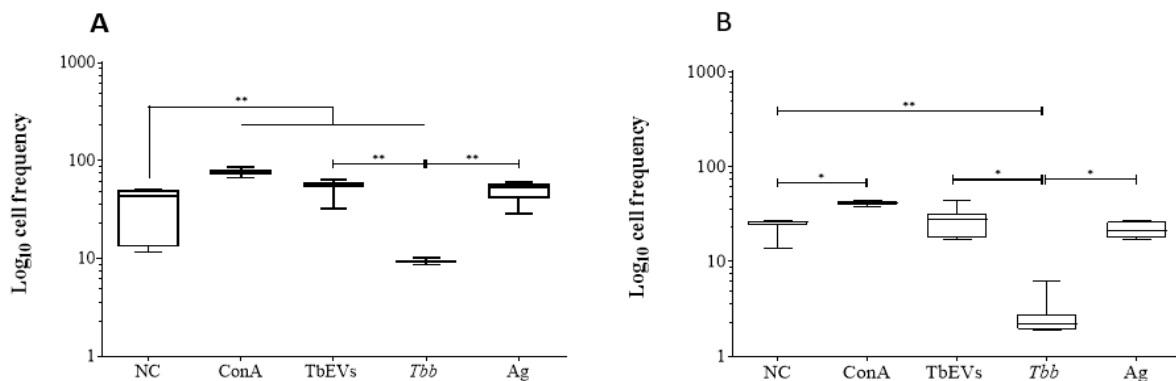 A
Log₁₀ cell frequency
1000
100
10
1
**
**
**
NC ConA TbEVs Tbb Ag
B
Log₁₀ cell frequency
1000
100
10
1
**
*
*
*
NC ConA TbEVs Tbb Ag